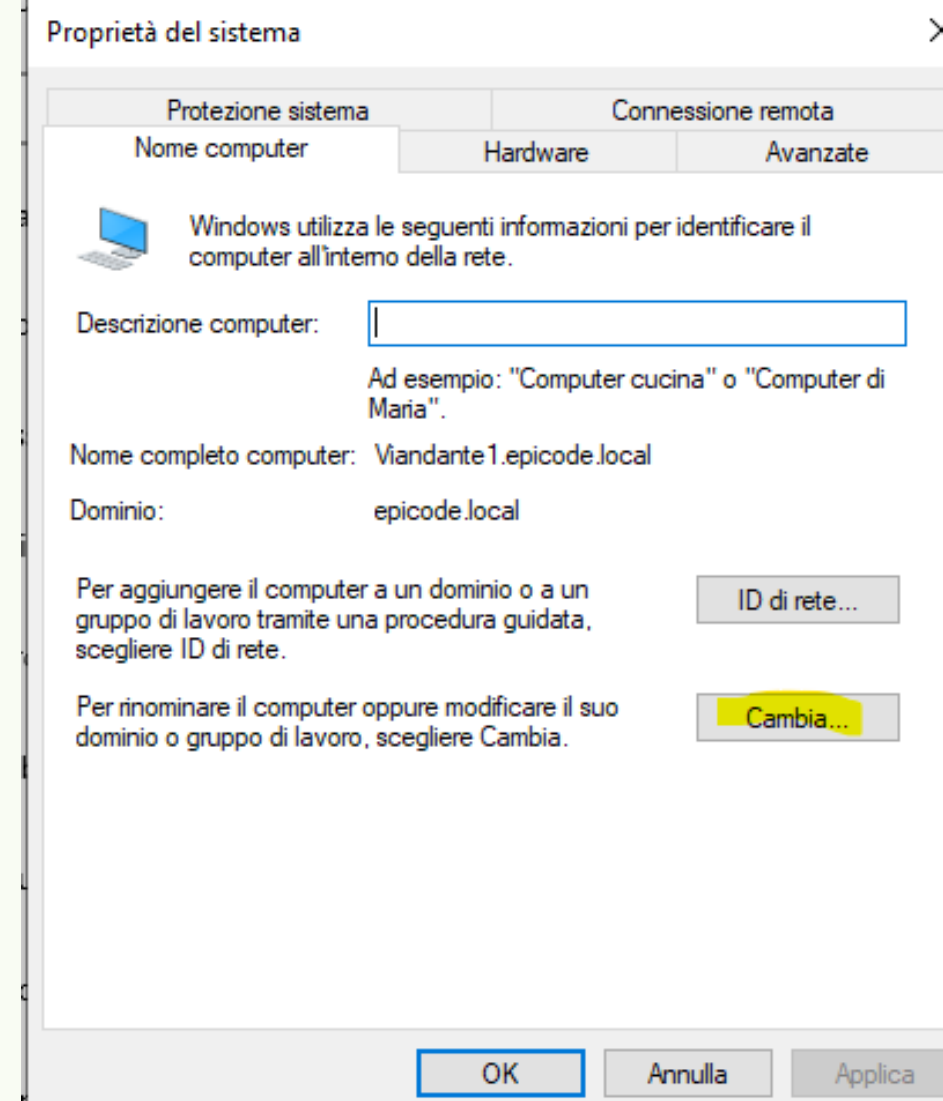 Proprietà del sistema
Protezione sistema
Connessione remota
Nome computer
Hardware
Avanzate
Windows utilizza le seguenti informazioni per identificare il
computer all'interno della rete.
Descrizione computer:
Ad esempio: "Computer cucina" o "Computer di
Maria".
Nome completo computer: Viandante1.epicode.local
Dominio: epicode.local
Per aggiungere il computer a un dominio o a un
gruppo di lavoro tramite una procedura guidata,
scegliere ID di rete.
ID di rete...
Per rinominare il computer oppure modificare il suo
dominio o gruppo di lavoro, scegliere Cambia.
Cambia...
OK
Annulla
Applica